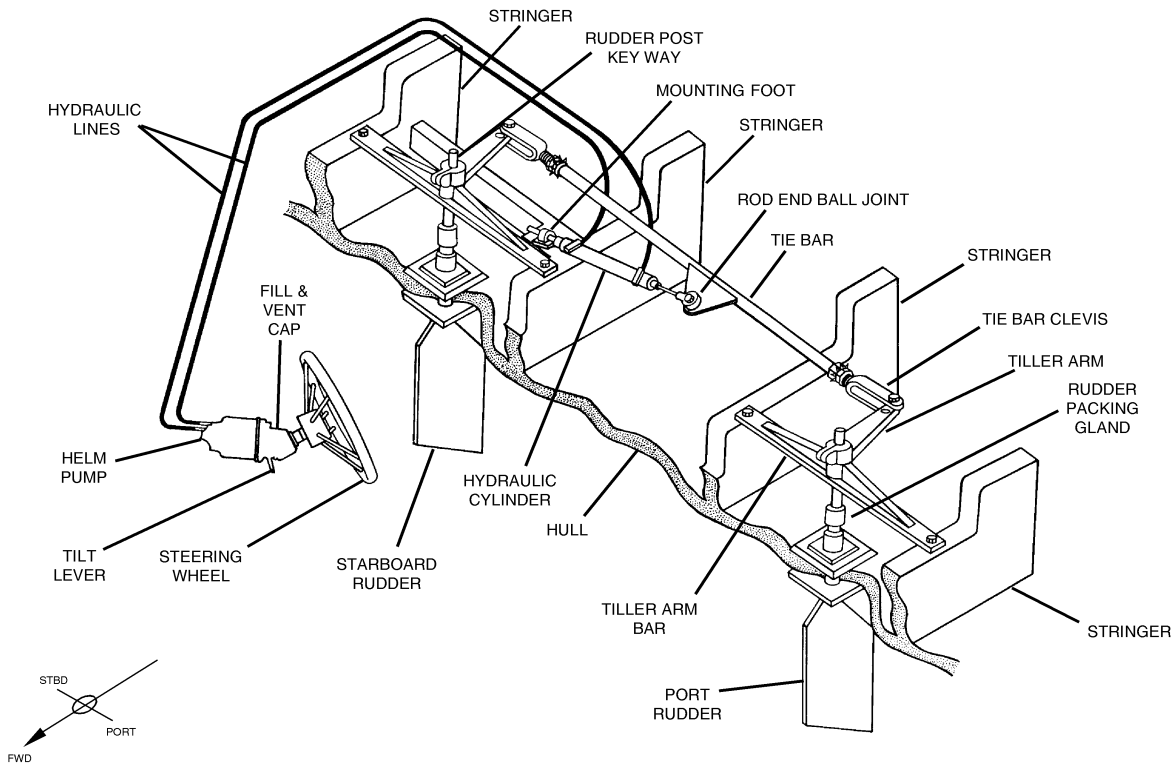 STRINGER
RUDDER POST
KEY WAY
MOUNTING FOOT
HYDRAULIC
LINES
STRINGER
ROD END BALL JOINT
TIE BAR
STRINGER
FILL &
VENT
CAP
TIE BAR CLEVIS
TILLER ARM
RUDDER
PACKING
GLAND
HELM
PUMP
HYDRAULIC
CYLINDER
HULL
TILT
LEVER
STEERING
WHEEL
STARBOARD
RUDDER
TILLER ARM
BAR
STRINGER
PORT
RUDDER
STBD
PORT
FWD